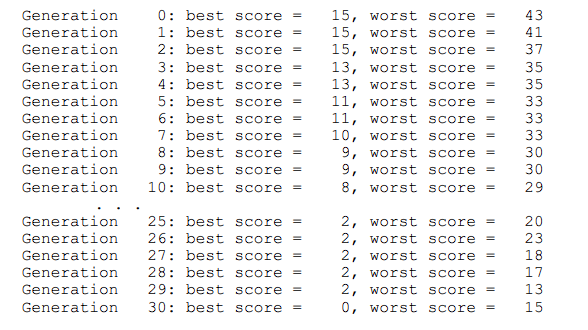 Generation   0: best score =   15, worst score =   43
Generation   1: best score =   15, worst score =   41
Generation   2: best score =   15, worst score =   37
Generation   3: best score =   13, worst score =   35
Generation   4: best score =   13, worst score =   35
Generation   5: best score =   11, worst score =   33
Generation   6: best score =   11, worst score =   33
Generation   7: best score =   10, worst score =   33
Generation   8: best score =    9, worst score =   30
Generation   9: best score =    9, worst score =   30
Generation  10: best score =    8, worst score =   29
. . .
Generation  25: best score =    2, worst score =   20
Generation  26: best score =    2, worst score =   23
Generation  27: best score =    2, worst score =   18
Generation  28: best score =    2, worst score =   17
Generation  29: best score =    2, worst score =   13
Generation  30: best score =    0, worst score =   15